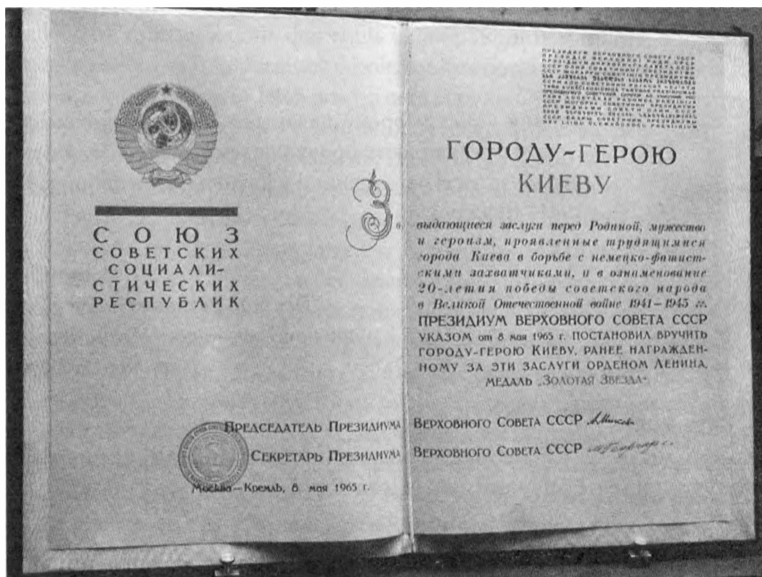 СОЮЗ
СОВЕТСКИХ
СОЦИАЛИ-
СТИЧЕСКИХ
РЕСПУБЛИК
ГОРОДУ-ГЕРОЮ
КИЕВУ
За выдающиеся заслуги перед Родиной, мужество
и героизм, проявленные трудящимися
города Киева в борьбе с немецко-фашист-
скими захватчиками, и в ознаменование
20-летия победы советского народа
в Великой Отечественной войне 1941–1945 гг.
ПРЕЗИДИУМ ВЕРХОВНОГО СОВЕТА СССР
УКАЗОМ от 8 мая 1965 г. ПОСТАНОВИЛ ВРУЧИТЬ
ГОРОДУ-ГЕРОЮ КИЕВУ, РАНЕЕ НАГРАЖДЕН-
НОМУ ЗА ЭТИ ЗАСЛУГИ ОРДЕНОМ ЛЕНИНА,
МЕДАЛЬ „ЗОЛОТАЯ ЗВЕЗДА".
ПРЕДСЕДАТЕЛЬ ПРЕЗИДИУМА ВЕРХОВНОГО СОВЕТА СССР
СЕКРЕТАРЬ ПРЕЗИДИУМА ВЕРХОВНОГО СОВЕТА СССР
Москва—Кремль, 8 мая 1965 г.